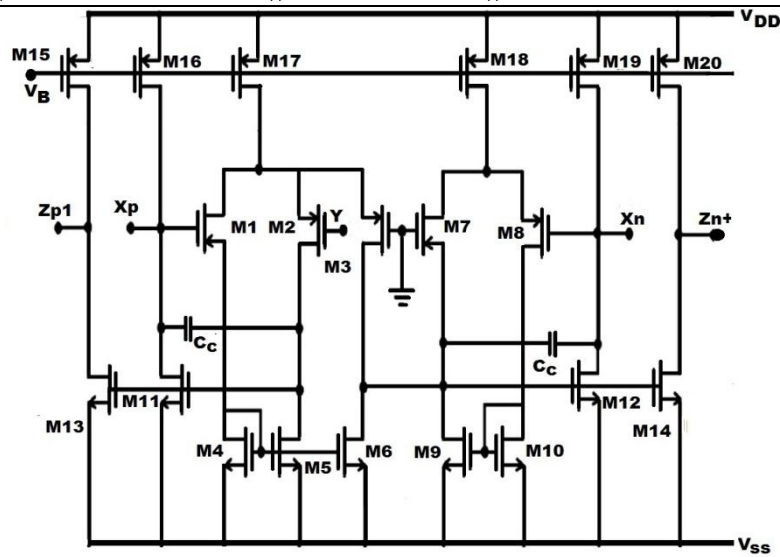 VDD
M15 M16 M17 M18 M19 M20
VB
Zp1 Xp M1 M2 Y M7 M8 Xn Zn+
M3
Cc Cc
M13 M11 M12 M14
M4 M5 M6 M9 M10
VSS